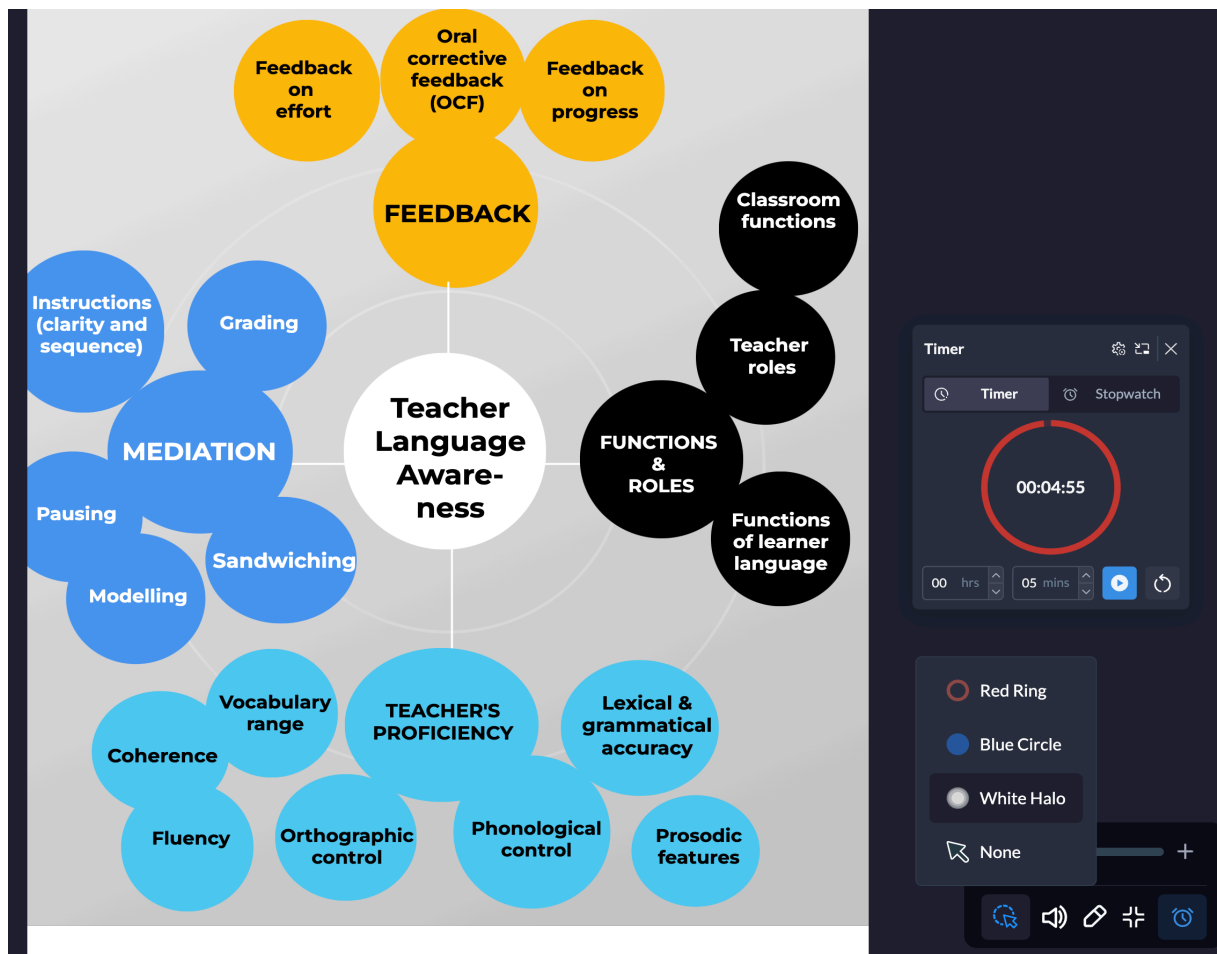 Feedback
on
effort
Oral
corrective
feedback
(OCF)
Feedback
on
progress
FEEDBACK
Classroom
functions
Teacher
roles
FUNCTIONS
&
ROLES
Functions
of learner
language
Instructions
(clarity and
sequence)
Grading
MEDIATION
Pausing
Modelling
Sandwiching
Teacher
Language
Aware-
ness
Vocabulary
range
TEACHER'S
PROFICIENCY
Lexical &
grammatical
accuracy
Coherence
Fluency
Orthographic
control
Phonological
control
Prosodic
features
Timer
Timer
Stopwatch
00:04:55
00 hrs
05 mins
Red Ring
Blue Circle
White Halo
None